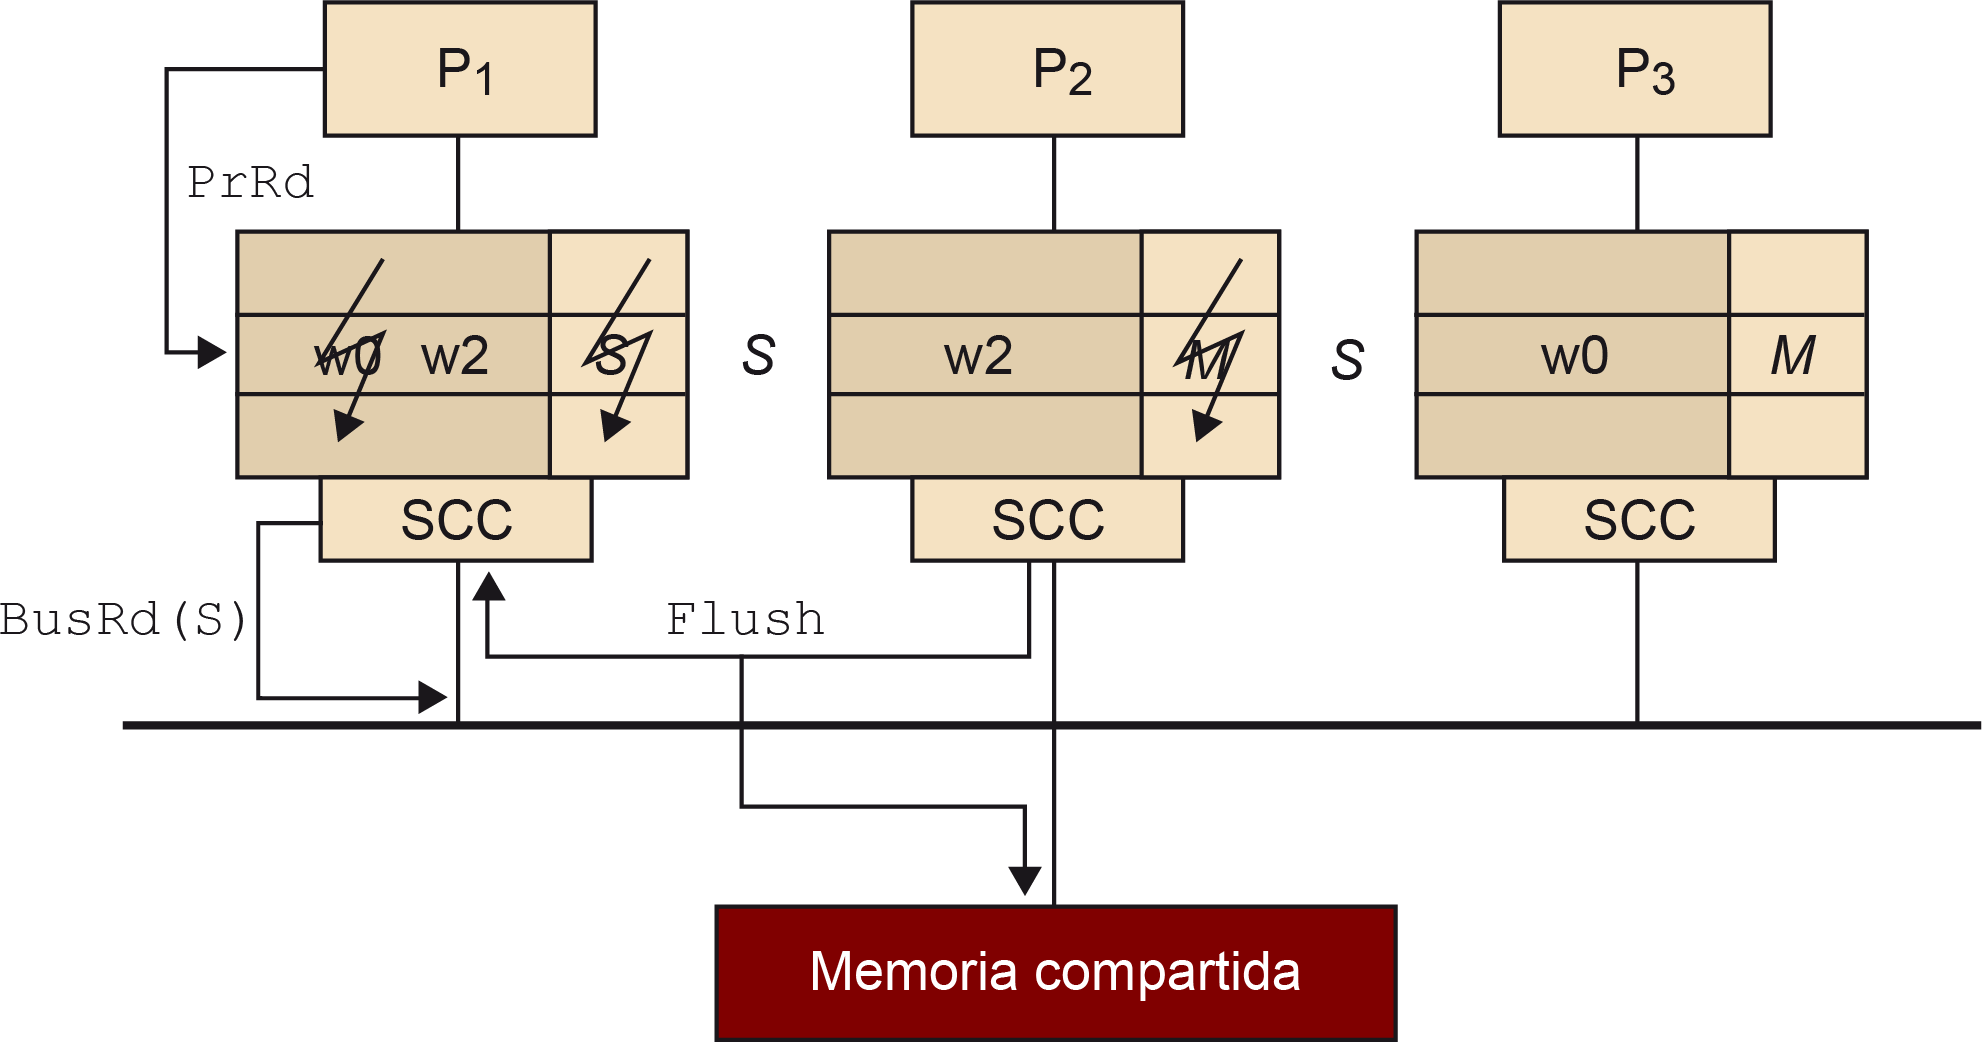 P1
P2
P3
PrRd
w0 w2 S S
w2 M S
w0 M
SCC
SCC
SCC
BusRd(S)
Flush
Memoria compartida